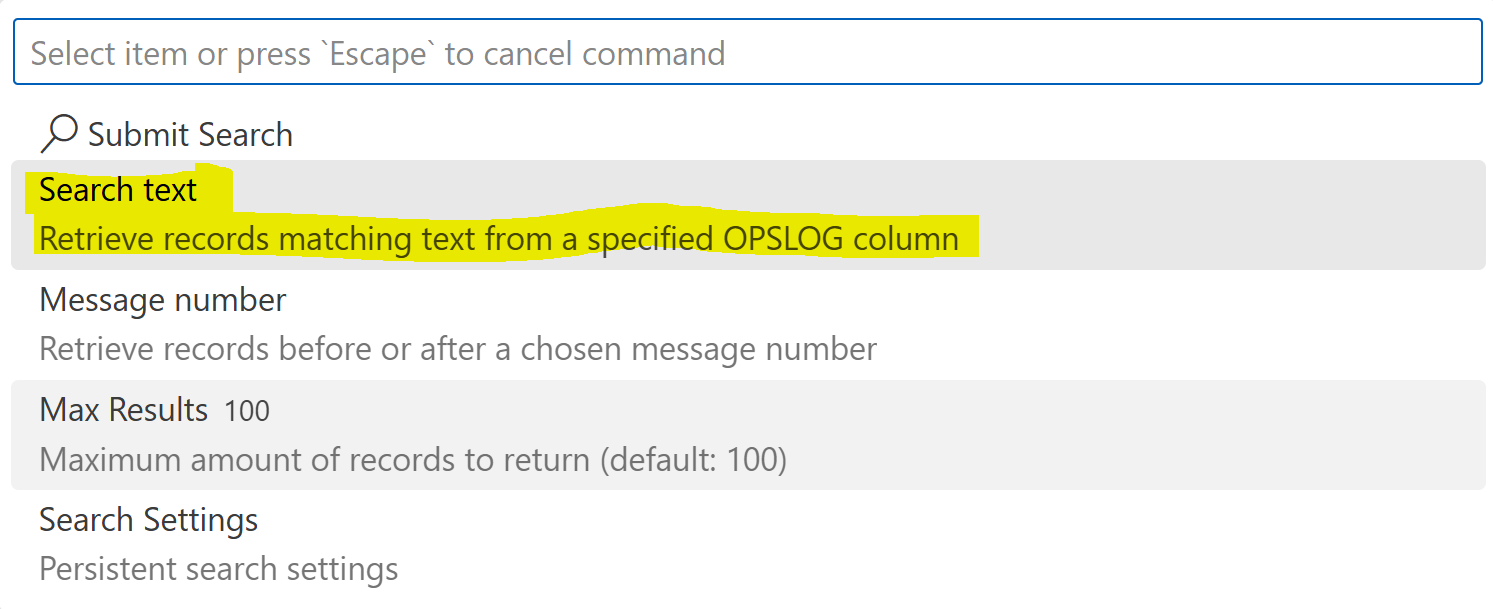 Select item or press `Escape` to cancel command
Submit Search
Search text
Retrieve records matching text from a specified OPSLOG column
Message number
Retrieve records before or after a chosen message number
Max Results 100
Maximum amount of records to return (default: 100)
Search Settings
Persistent search settings